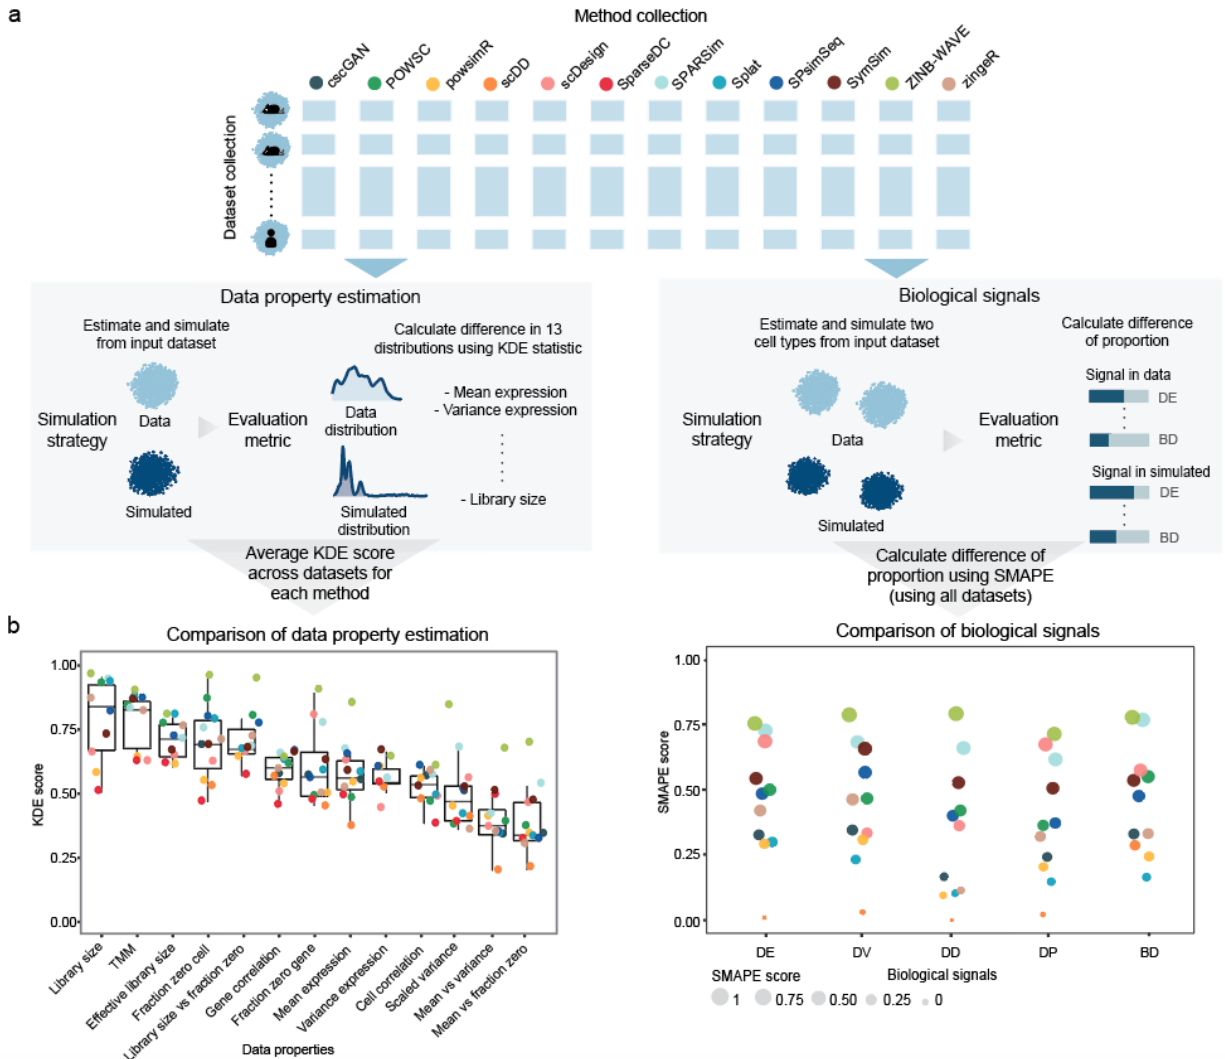 a
Method collection
cscGAN
POWSC
powsimR
scDD
scDesign
SparseDC
SPARSim
Splat
SPsimSeq
SymSim
ZINB-WAVE
zingeR
Dataset collection
Data property estimation
Estimate and simulate
from input dataset
Data
Simulation
strategy
Simulated
Evaluation
metric
Calculate difference in 13
distributions using KDE statistic
Data
distribution
Simulated
distribution
- Mean expression
- Variance expression
- Library size
Average KDE score
across datasets for
each method
Biological signals
Estimate and simulate two
cell types from input dataset
Simulation
strategy
Data
Simulated
Evaluation
metric
Calculate difference
of proportion
Signal in data
DE
BD
Signal in simulated
DE
BD
Calculate difference of
proportion using SMAPE
(using all datasets)
b
Comparison of data property estimation
KDE score
1.00
0.75
0.50
0.25
0.00
Library size
TMM
Effective library size
Fraction zero cell
Library size vs fraction zero
Gene correlation
Fraction zero gene
Mean expression
Variance expression
Cell correlation
Scaled variance
Mean vs variance
Mean vs fraction zero
Data properties
Comparison of biological signals
SMAPE score
1.00
0.75
0.50
0.25
0.00
DE
DV
DD
DP
BD
Biological signals
SMAPE score
1
0.75
0.50
0.25
0